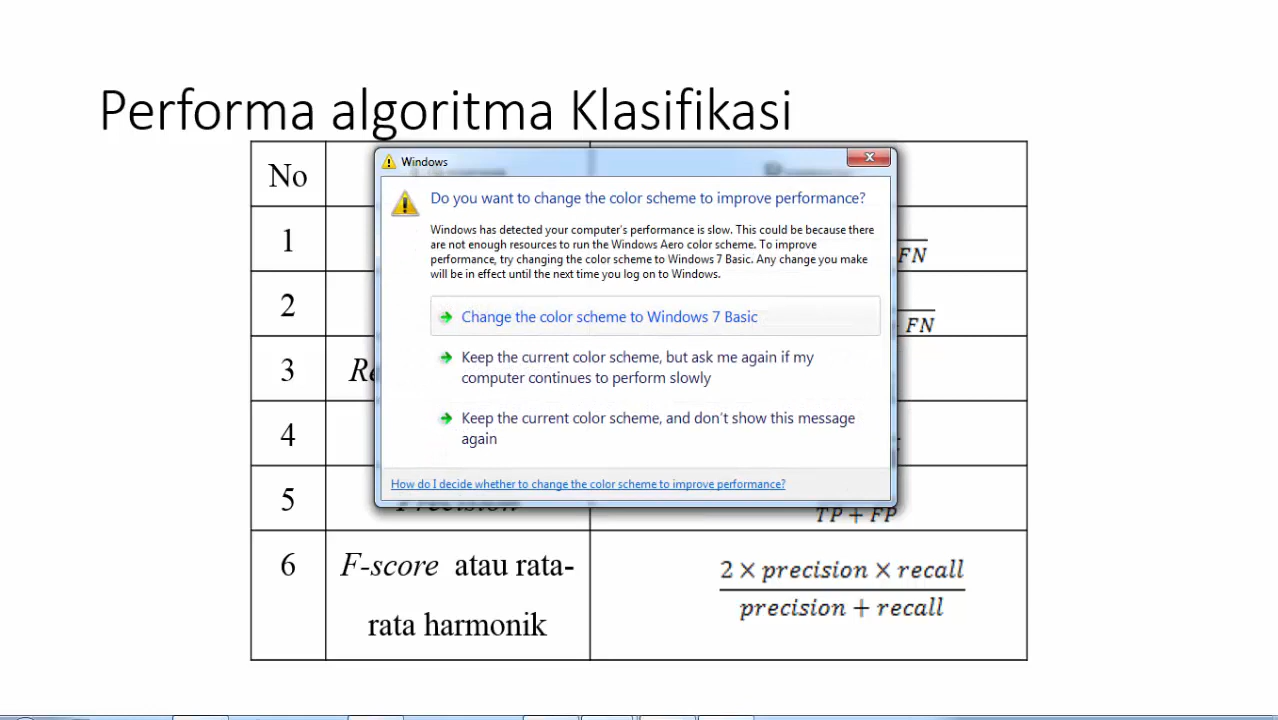 Performa algoritma Klasifikasi
No
Windows
Do you want to change the color scheme to improve performance?
Windows has detected your computer's performance is slow. This could be because there
are not enough resources to run the Windows Aero color scheme. To improve
performance, try changing the color scheme to Windows 7 Basic. Any change you make
will be in effect until the next time you log on to Windows.
Change the color scheme to Windows 7 Basic
Keep the current color scheme, but ask me again if my
computer continues to perform slowly
Keep the current color scheme, and don't show this message
again
How do I decide whether to change the color scheme to improve performance?
1
FN
2
FN
3 Re
4
5 Precision
TP + FP
6 F-score atau rata-
rata harmonik
2 × precision × recall
precision + recall